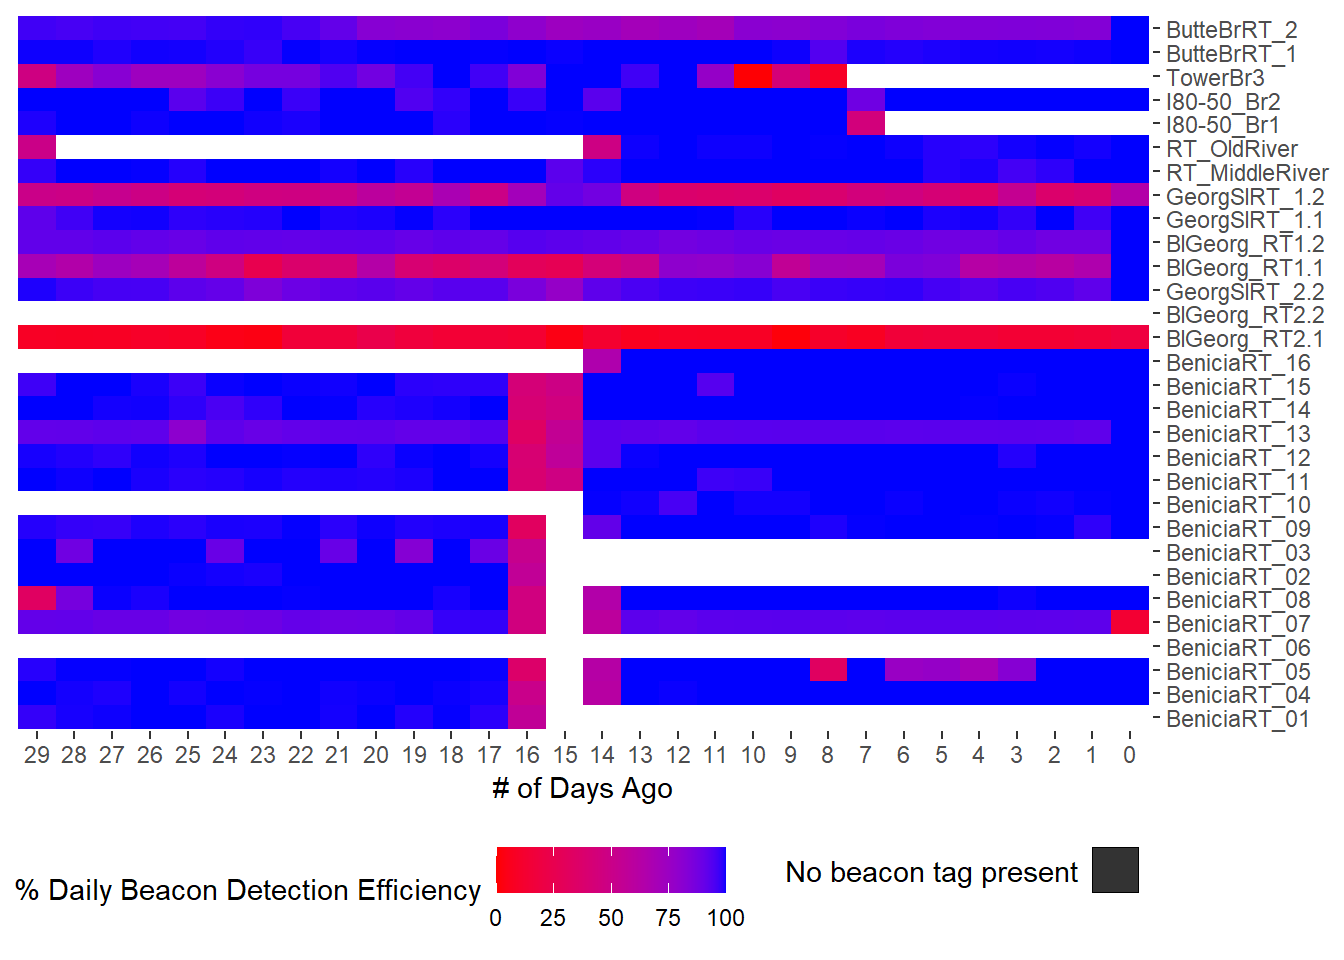 ButteBrRT_2
ButteBrRT_1
TowerBr3
I80-50_Br2
I80-50_Br1
RT_OldRiver
RT_MiddleRiver
GeorgSlRT_1.2
GeorgSlRT_1.1
BlGeorg_RT1.2
BlGeorg_RT1.1
GeorgSlRT_2.2
BlGeorg_RT2.2
BlGeorg_RT2.1
BeniciaRT_16
BeniciaRT_15
BeniciaRT_14
BeniciaRT_13
BeniciaRT_12
BeniciaRT_11
BeniciaRT_10
BeniciaRT_09
BeniciaRT_03
BeniciaRT_02
BeniciaRT_08
BeniciaRT_07
BeniciaRT_06
BeniciaRT_05
BeniciaRT_04
BeniciaRT_01
29 28 27 26 25 24 23 22 21 20 19 18 17 16 15 14 13 12 11 10 9 8 7 6 5 4 3 2 1 0
# of Days Ago
% Daily Beacon Detection Efficiency
0 25 50 75 100
No beacon tag present